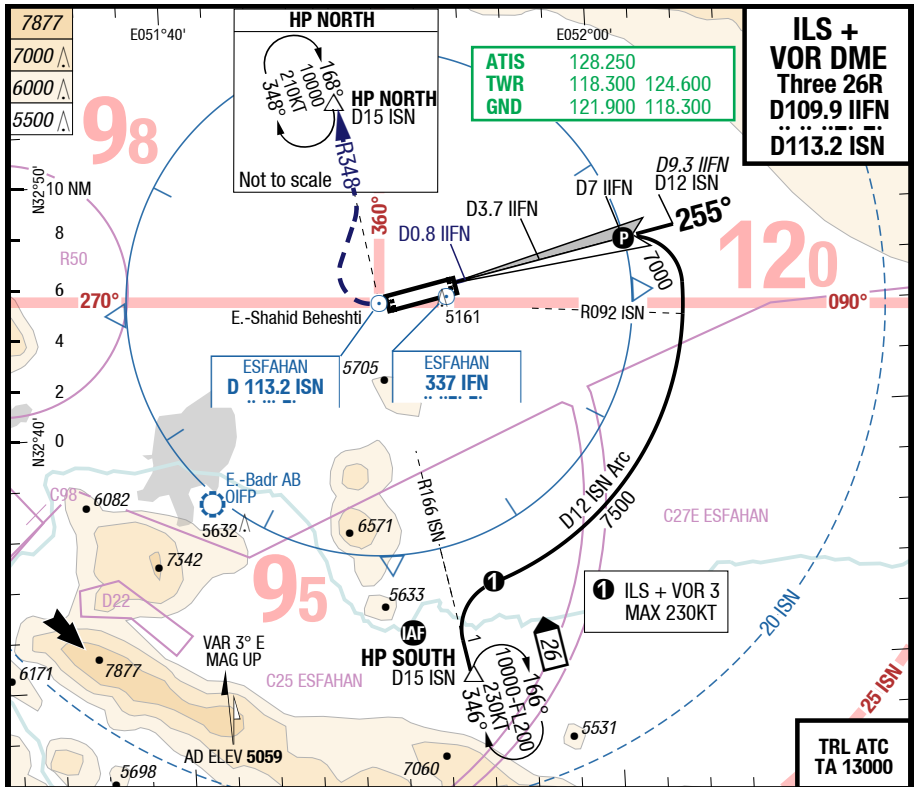 7877
7000
6000
5500
E051°40'
HP NORTH
168°
10000
210KT
348°
HP NORTH
D15 ISN
R348
Not to scale
E052°00'
ATIS 128.250
TWR 118.300 124.600
GND 121.900 118.300
ILS +
VOR DME
Three 26R
D109.9 IIFN
D113.2 ISN
98
N32°50'
10 NM
8
6
4
2
0
N32°40'
R50
360°
D9.3 IIFN
D12 ISN
D7 IIFN
D3.7 IIFN
D0.8 IIFN
P
255°
7000
120
270°
090°
E.-Shahid Beheshti
5161
R092 ISN
ESFAHAN
D 113.2 ISN
5705
ESFAHAN
337 IFN
E.-Badr AB
OIFP
C98
6082
5632
7342
6571
R166 ISN
D12 ISN Arc
7500
C27E ESFAHAN
95
5633
1
1 ILS + VOR 3
MAX 230KT
D22
IAF
HP SOUTH
D15 ISN
1
166°
10000-FL200
230KT
346°
26
20 ISN
25 ISN
VAR 3° E
MAG UP
7877
6171
C25 ESFAHAN
AD ELEV 5059
5698
7060
5531
TRL ATC
TA 13000